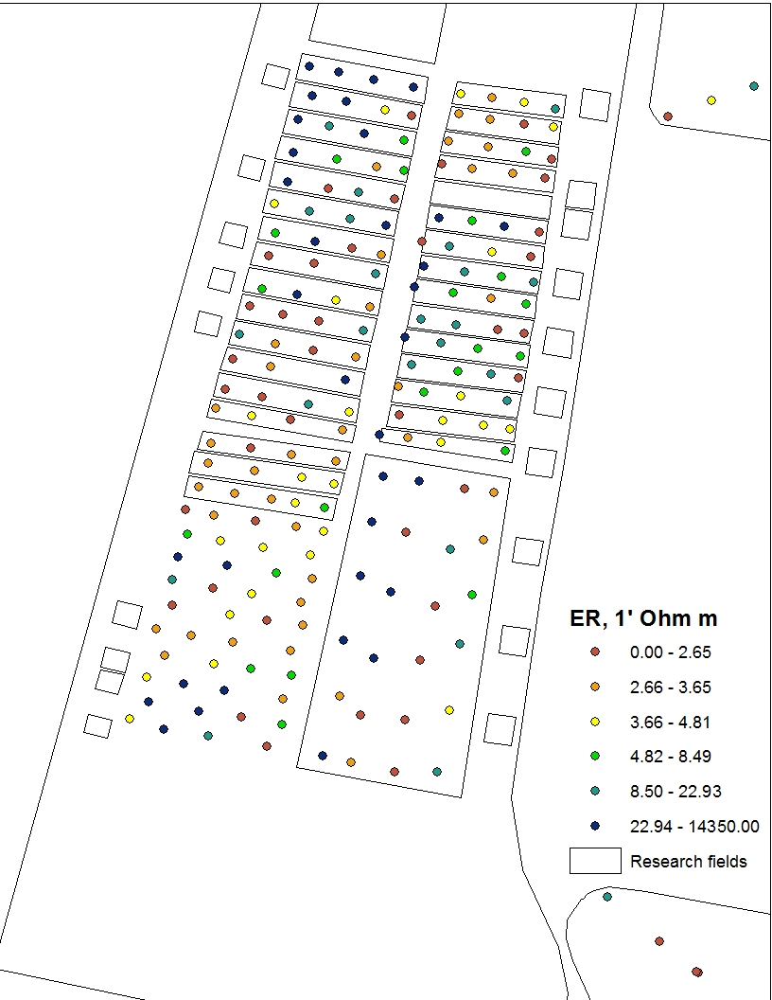 ER, 1' Ohm m
0.00 - 2.65
2.66 - 3.65
3.66 - 4.81
4.82 - 8.49
8.50 - 22.93
22.94 - 14350.00
Research fields